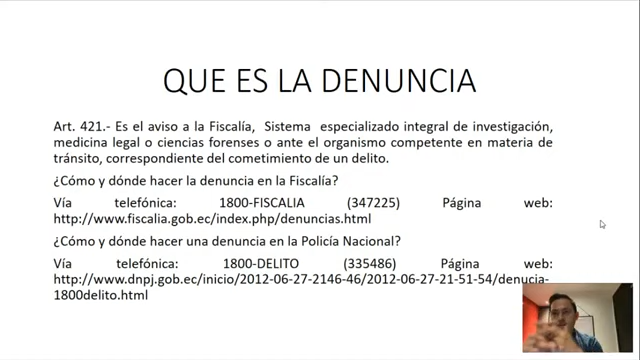 QUE ES LA DENUNCIA
Art. 421.- Es el aviso a la Fiscalía, Sistema especializado integral de investigación,
medicina legal o ciencias forenses o ante el organismo competente en materia de
tránsito, correspondiente del cometimiento de un delito.
¿Cómo y dónde hacer la denuncia en la Fiscalía?
Vía telefónica: 1800-FISCALIA (347225) Página web:
http://www.fiscalia.gob.ec/index.php/denuncias.html
¿Cómo y dónde hacer una denuncia en la Policía Nacional?
Vía telefónica: 1800-DELITO (335486) Página web:
http://www.dnpj.gob.ec/inicio/2012-06-27-2146-46/2012-06-27-21-51-54/denucia-
1800delito.html